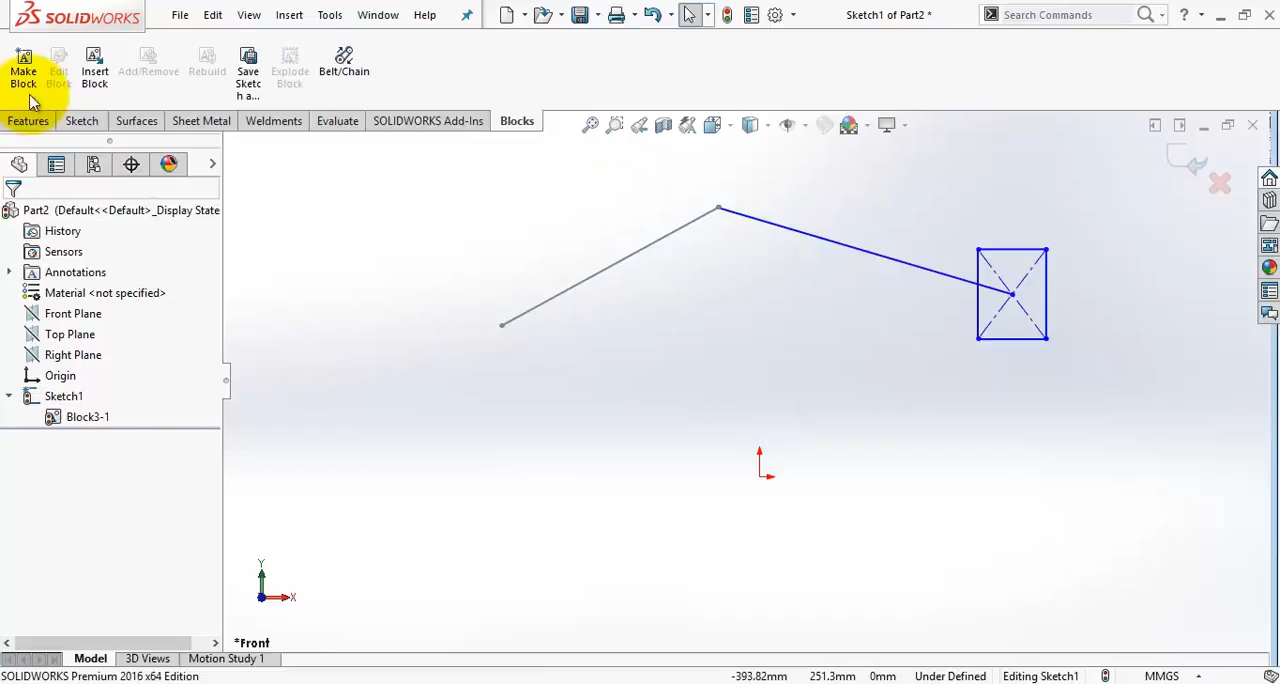 SOLIDWORKS File Edit View Insert Tools Window Help Sketch1 of Part2 * Search Commands ?
Make Block Edit Block Insert Block Add/Remove Rebuild Save Sketc h a... Explode Block Belt/Chain
Features Sketch Surfaces Sheet Metal Weldments Evaluate SOLIDWORKS Add-Ins Blocks
Part2 (Default<<Default>_Display State
History
Sensors
Annotations
Material <not specified>
Front Plane
Top Plane
Right Plane
Origin
Sketch1
Block3-1
Y
X
*Front
Model 3D Views Motion Study 1
SOLIDWORKS Premium 2016 x64 Edition -393.82mm 251.3mm 0mm Under Defined Editing Sketch1 MMGS